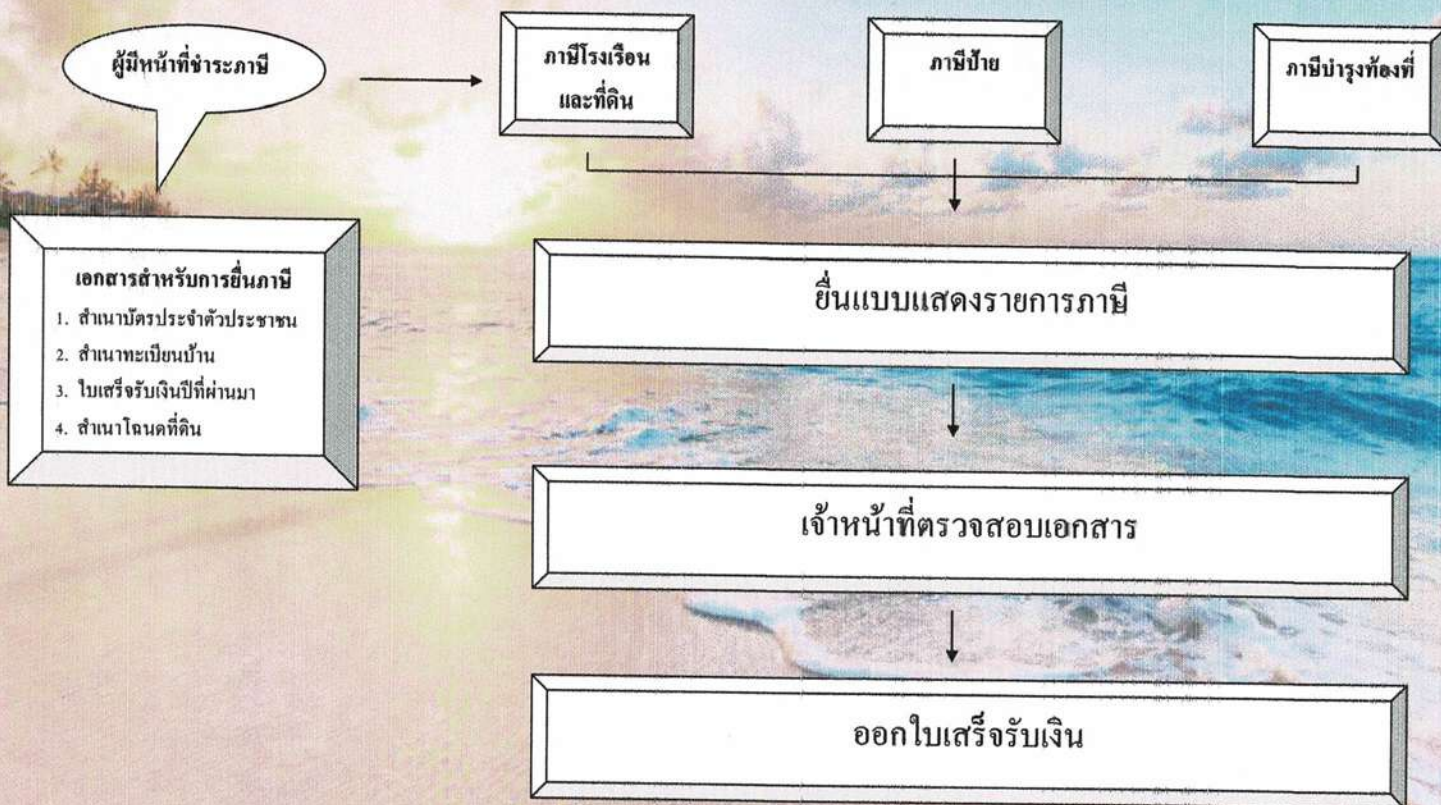 ผู้มีหน้าที่ชำระภาษี
ภาษีโรงเรือน
และที่ดิน
ภาษีป้าย
ภาษีบำรุงท้องที่
เอกสารสำหรับการยื่นภาษี
1. สำเนาบัตรประจำตัวประชาชน
2. สำเนาทะเบียนบ้าน
3. ใบเสร็จรับเงินปีที่ผ่านมา
4. สำเนาโฉนดที่ดิน
ยื่นแบบแสดงรายการภาษี
เจ้าหน้าที่ตรวจสอบเอกสาร
ออกใบเสร็จรับเงิน